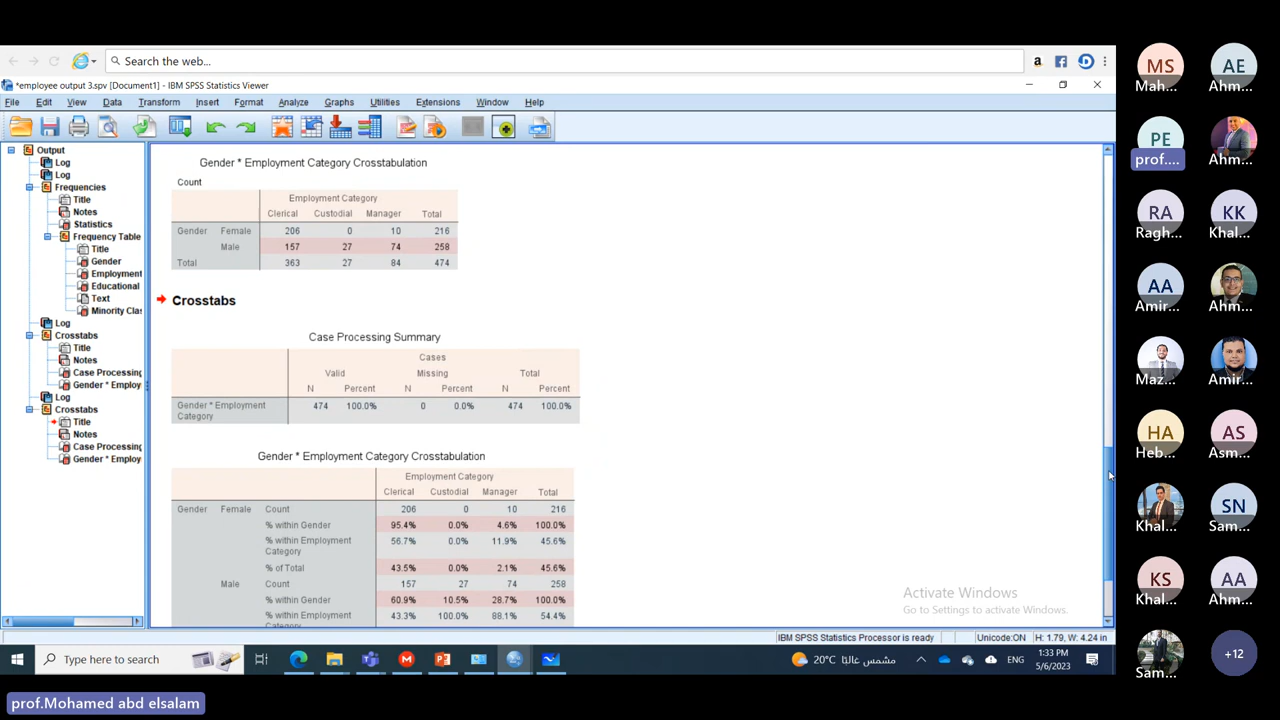 Search the web...
*employee output 3.spv [Document1] - IBM SPSS Statistics Viewer
File Edit View Data Transform Insert Format Analyze Graphs Utilities Extensions Window Help
Output
Log
Log
Frequencies
Title
Notes
Statistics
Frequency Table
Title
Gender
Employment
Educational
Text
Minority Clas
Log
Crosstabs
Title
Notes
Case Processing
Gender * Employ
Log
Crosstabs
Title
Notes
Case Processing
Gender * Employ
Gender * Employment Category Crosstabulation
Count
Employment Category
Clerical Custodial Manager Total
Gender Female 206 0 10 216
Male 157 27 74 258
Total 363 27 84 474
Crosstabs
Case Processing Summary
Cases
Valid Missing Total
N Percent N Percent N Percent
Gender * Employment Category 474 100.0% 0 0.0% 474 100.0%
Gender * Employment Category Crosstabulation
Employment Category
Clerical Custodial Manager Total
Gender Female Count 206 0 10 216
% within Gender 95.4% 0.0% 4.6% 100.0%
% within Employment Category 56.7% 0.0% 11.9% 45.6%
% of Total 43.5% 0.0% 2.1% 45.6%
Male Count 157 27 74 258
% within Gender 60.9% 10.5% 28.7% 100.0%
% within Employment Category 43.3% 100.0% 88.1% 54.4%
Activate Windows
Go to Settings to activate Windows.
IBM SPSS Statistics Processor is ready Unicode:ON H: 1.79, W: 4.24 in
Type here to search
20°C مشمس غالبًا
ENG
1:33 PM
5/6/2023
prof.Mohamed abd elsalam
MS AE
Mah... Ahm...
PE
prof.... Ahm...
RA KK
Ragh... Khal...
AA
Amir... Ahm...
Maz... Amir...
HA AS
Heb... Asm...
SN
Khal... Sam...
KS AA
Khal... Ahm...
Sam... +12